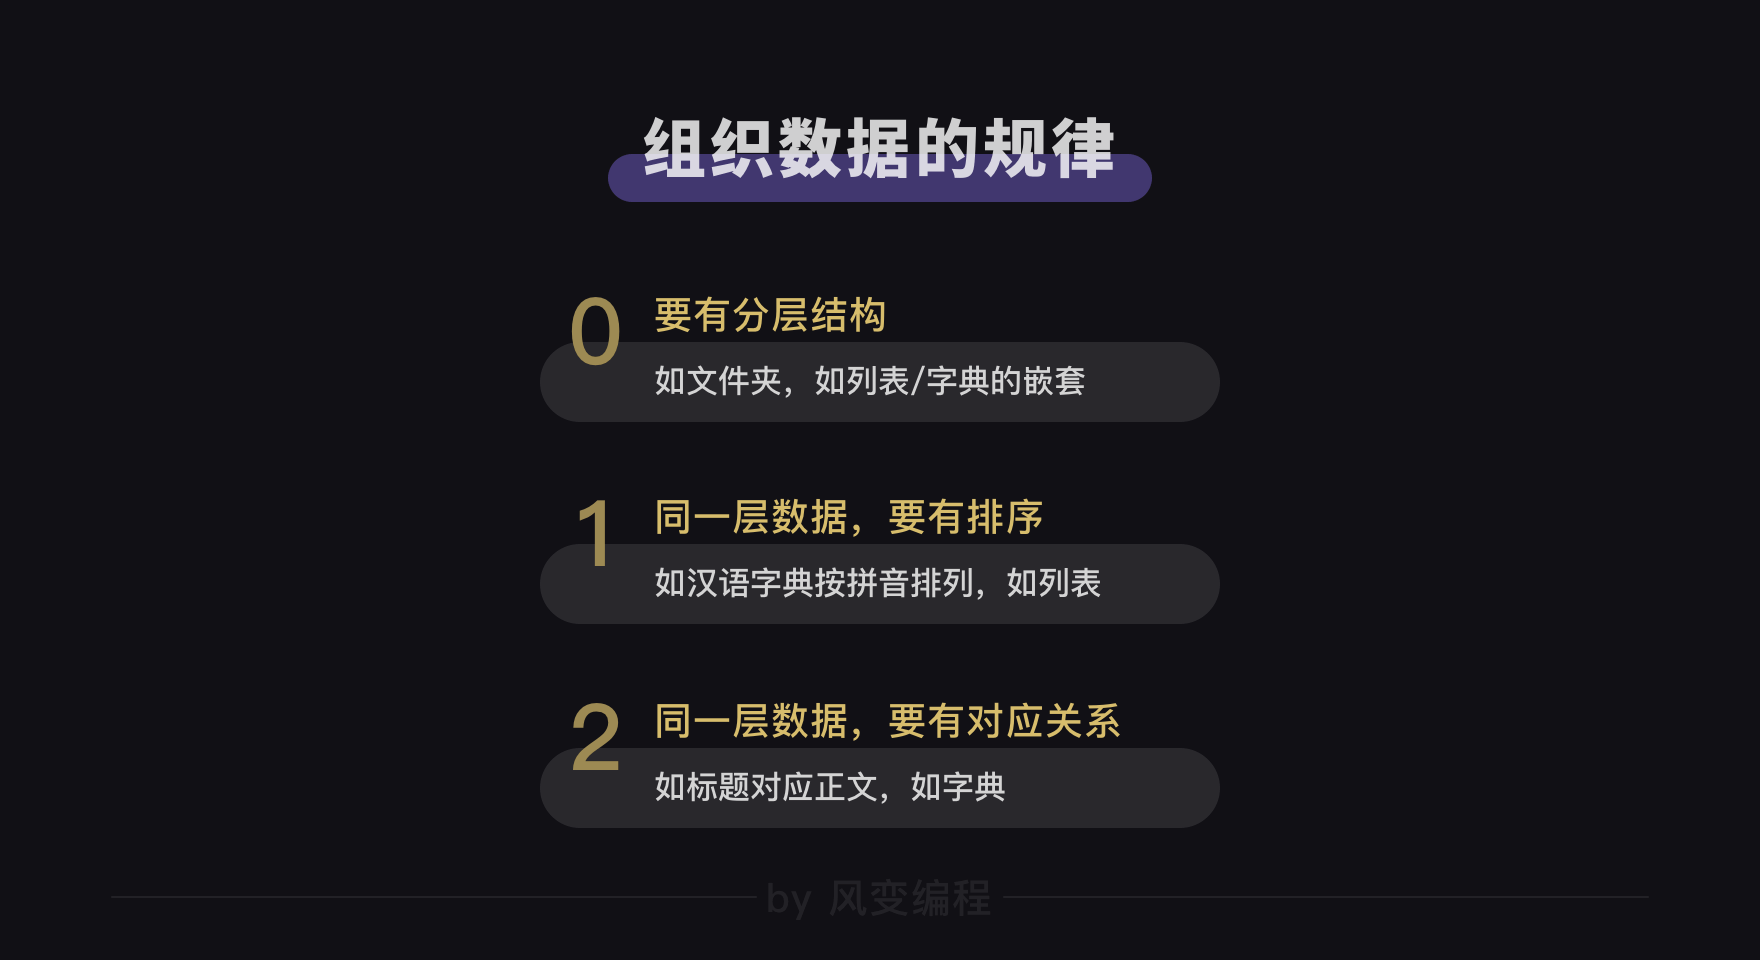 组织数据的规律
0
要有分层结构
如文件夹，如列表/字典的嵌套
1
同一层数据，要有排序
如汉语字典按拼音排列，如列表
2
同一层数据，要有对应关系
如标题对应正文，如字典
by 风变编程